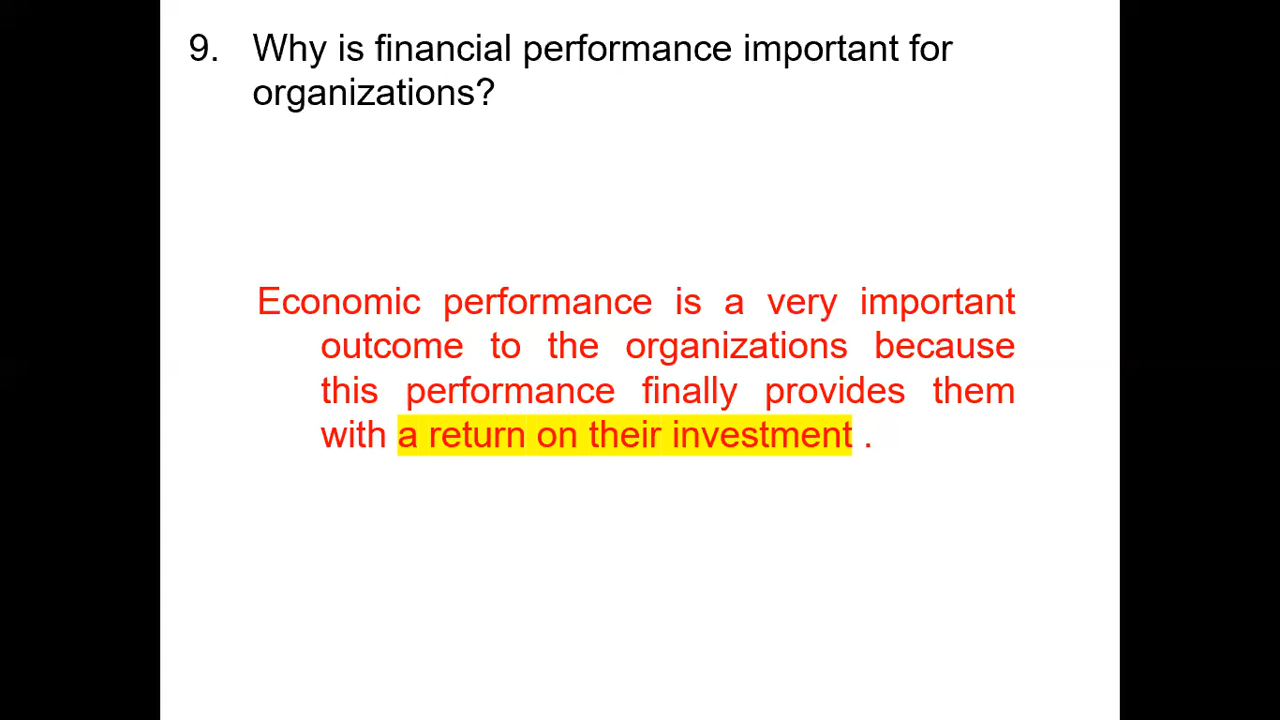 9. Why is financial performance important for
organizations?
Economic performance is a very important
outcome to the organizations because
this performance finally provides them
with a return on their investment .